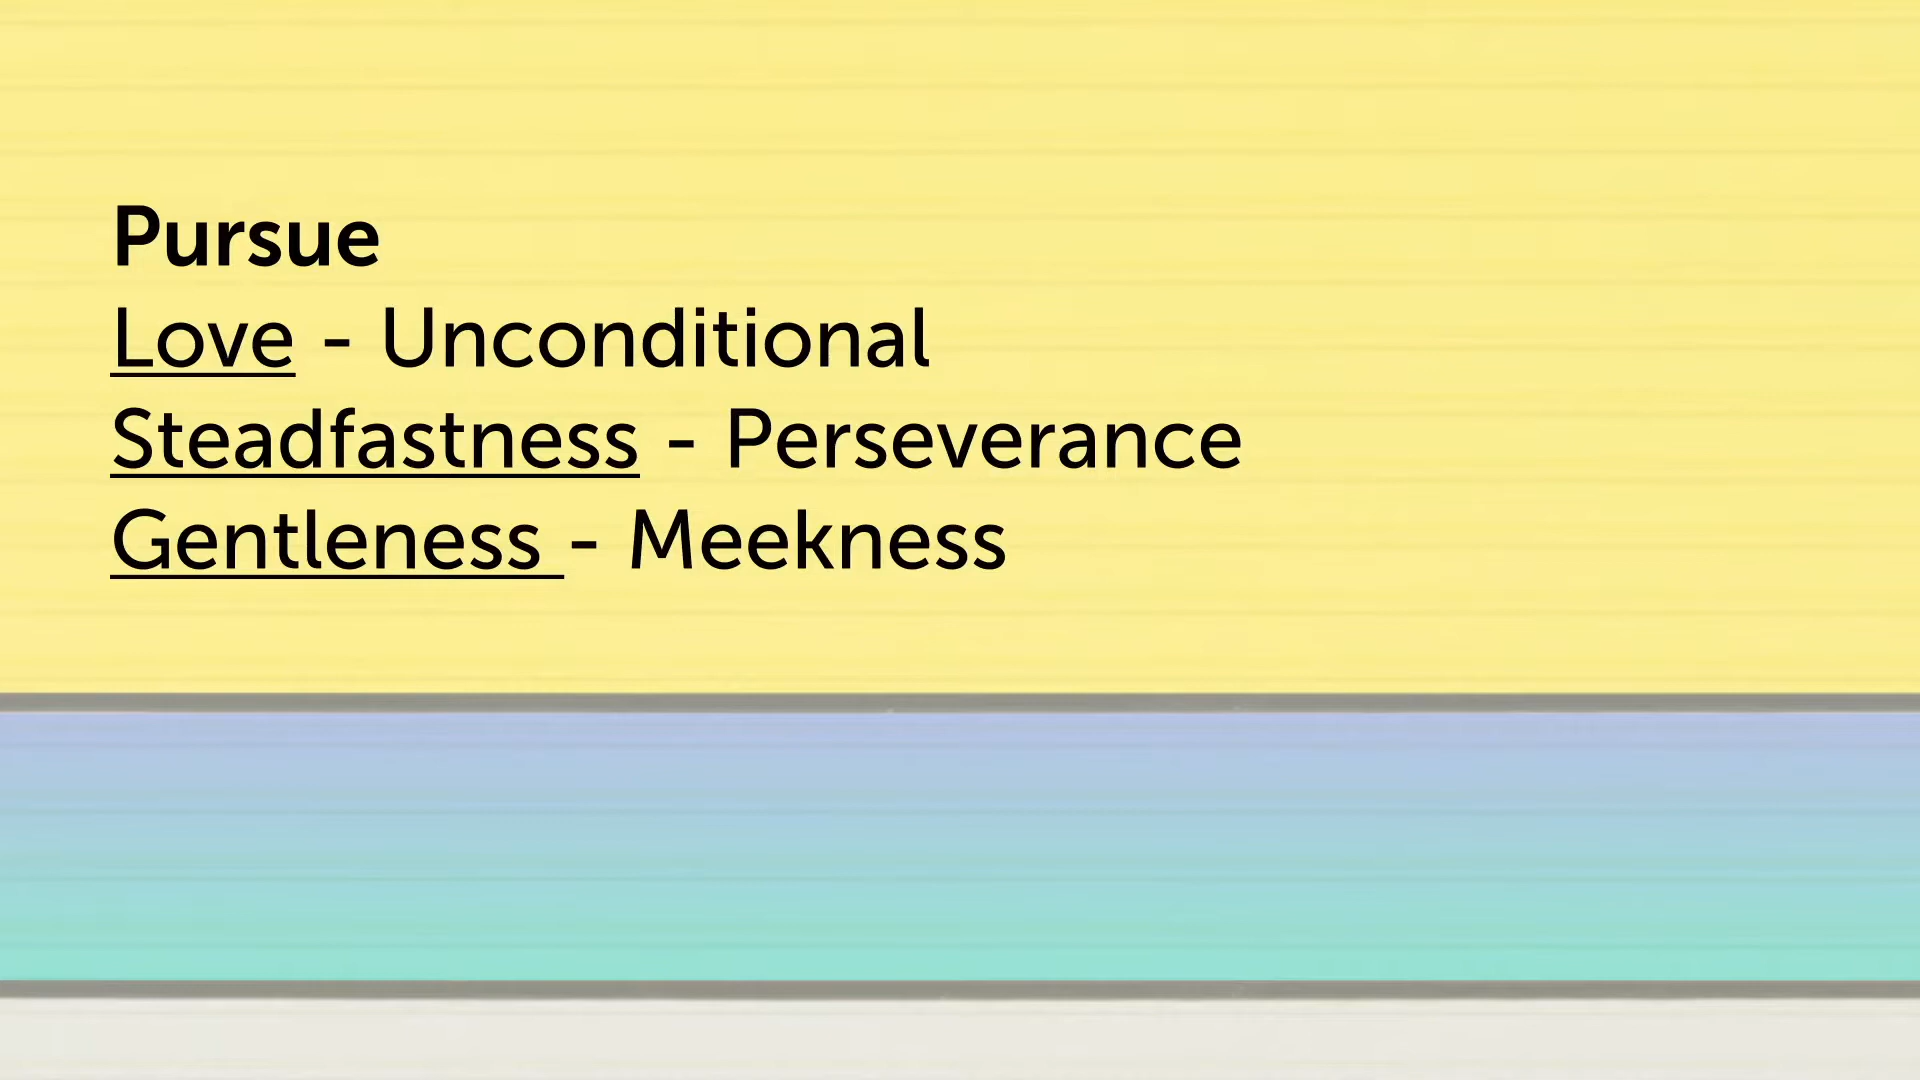 Pursue
Love - Unconditional
Steadfastness - Perseverance
Gentleness - Meekness